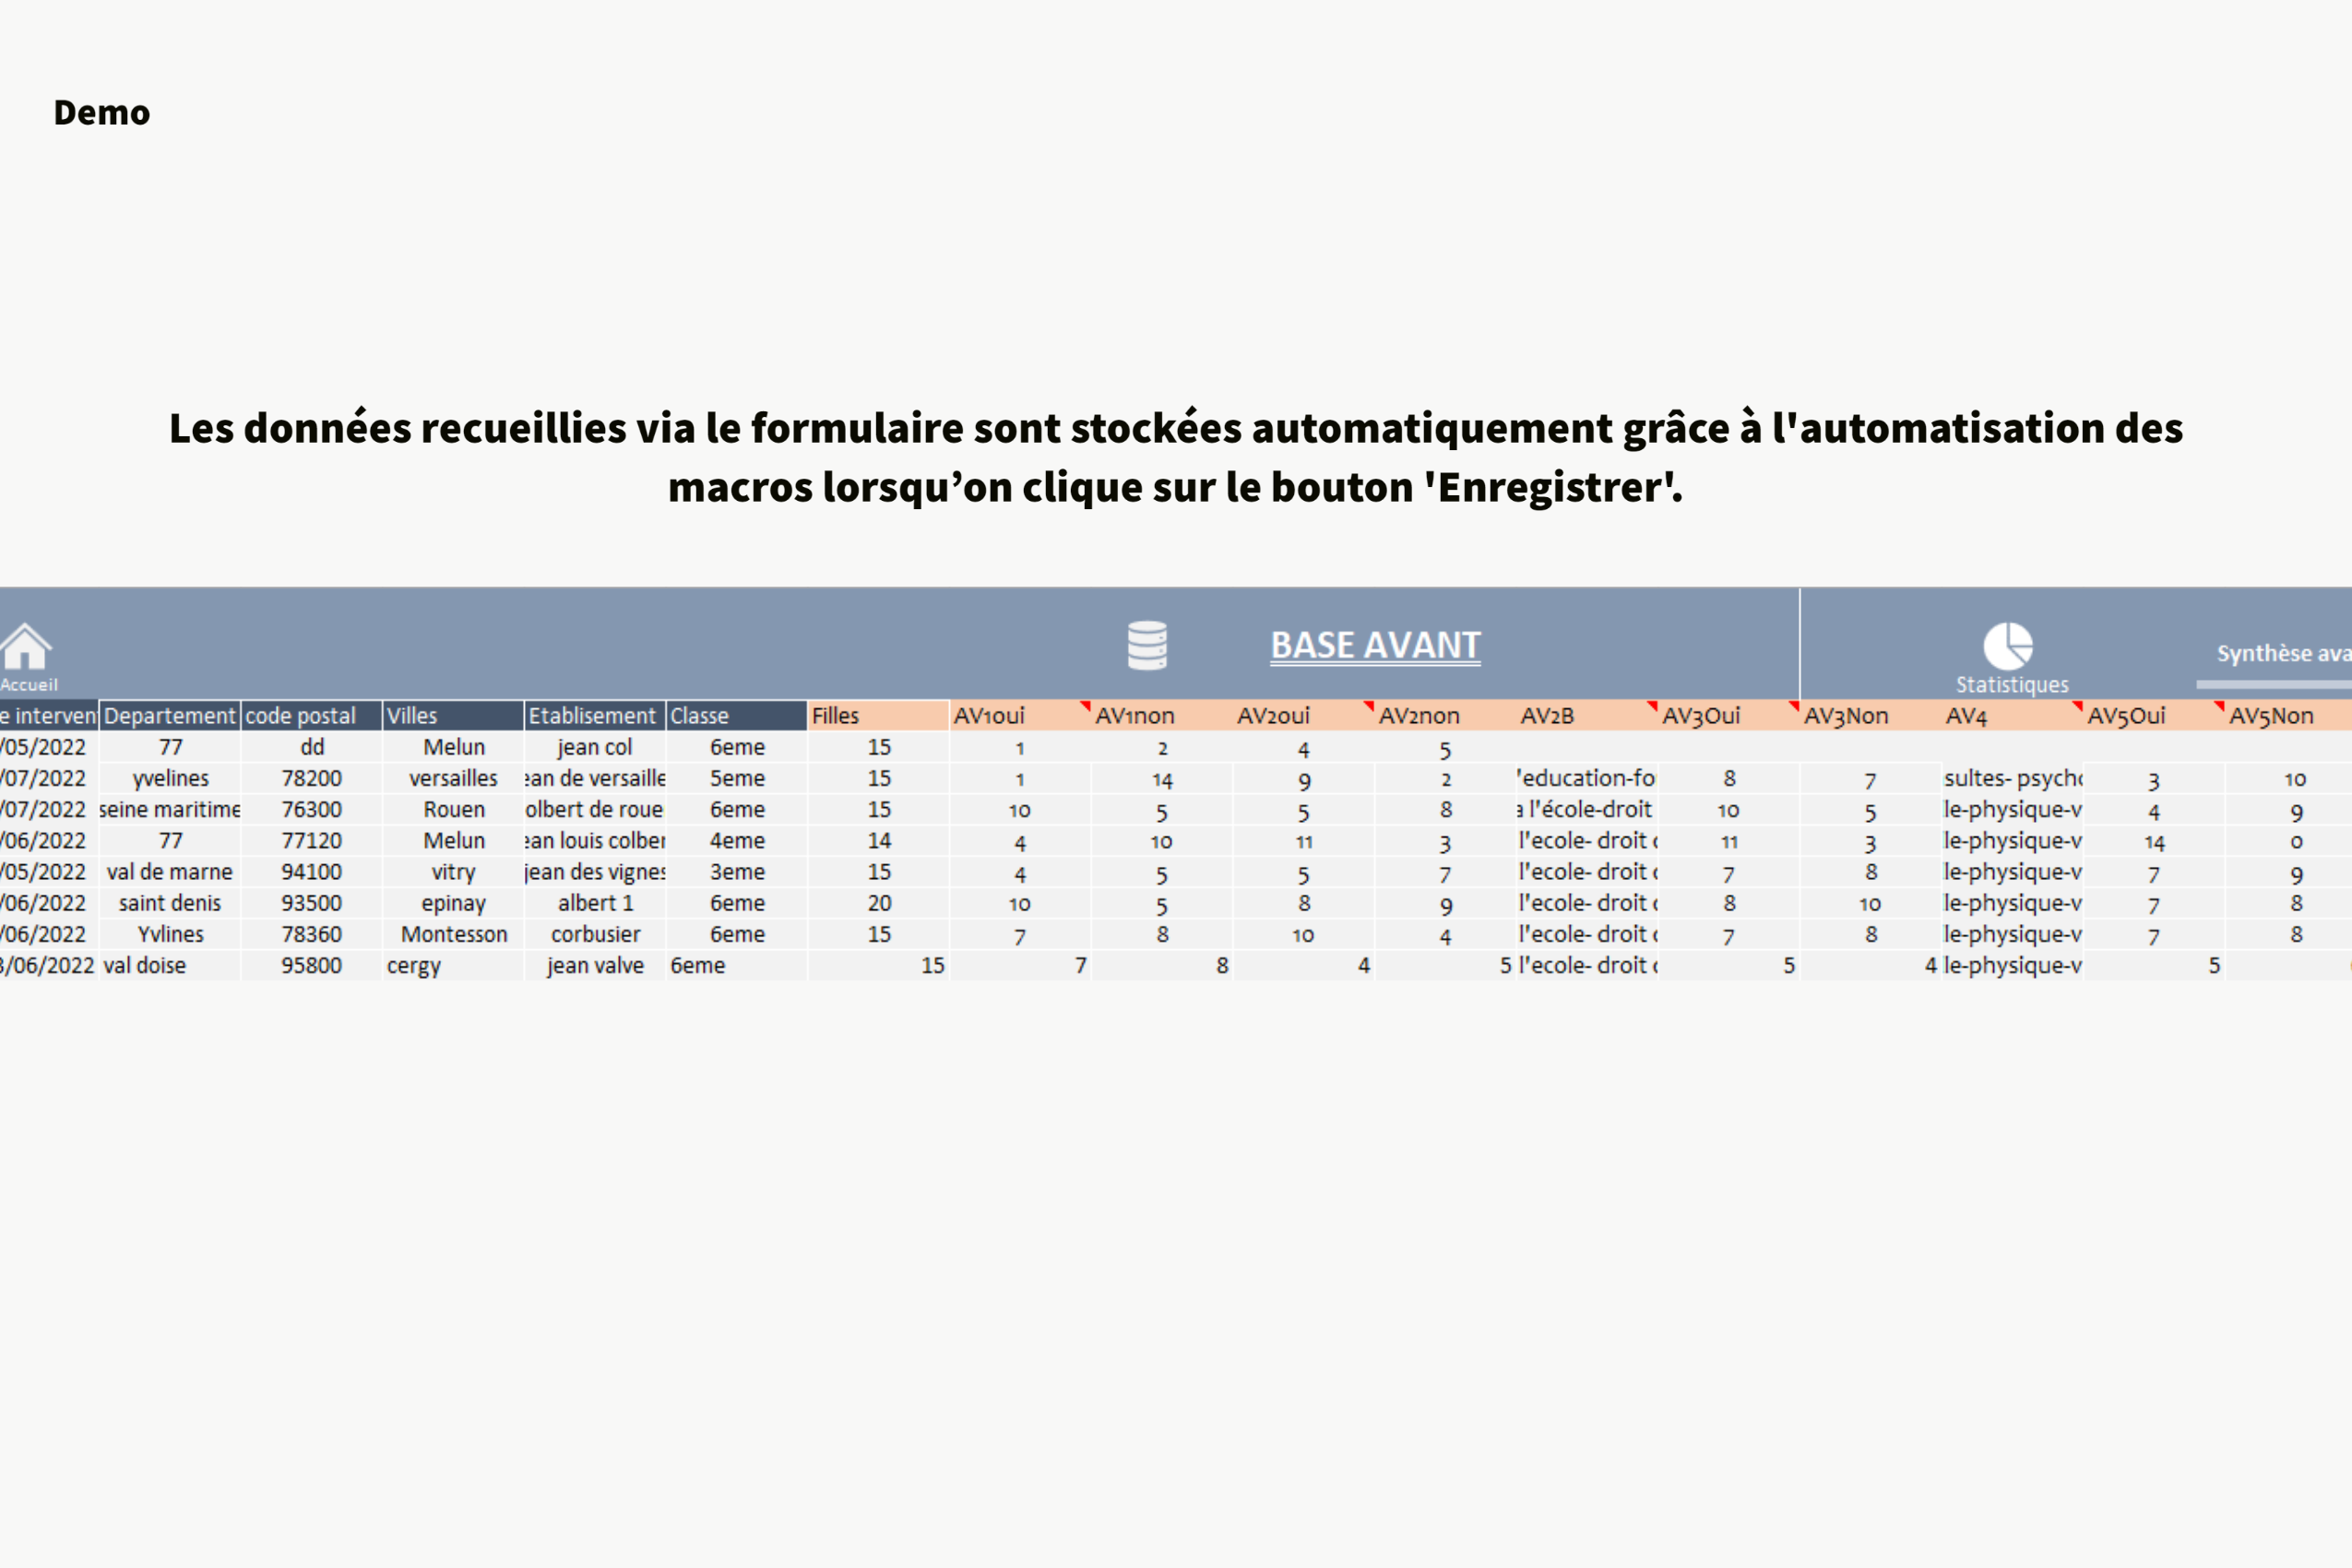 Demo
Les données recueillies via le formulaire sont stockées automatiquement grâce à l'automatisation des
macros lorsqu’on clique sur le bouton 'Enregistrer'.
Accueil
BASE AVANT
Statistiques
Synthèse ava
e interven Departement code postal Villes Etablisement Classe Filles AV1oui AV1non AV2oui AV2non AV2B AV3Oui AV3Non AV4 AV5Oui AV5Non
/05/2022 77 dd Melun jean col 6eme 15 1 2 4 5
/07/2022 yvelines 78200 versailles ean de versaille 5eme 15 1 14 9 2 'education-fo 8 7 sultes- psycho 3 10
/07/2022 seine maritime 76300 Rouen olbert de roue 6eme 15 10 5 5 8 a l'école-droit 10 5 le-physique-v 4 9
/06/2022 77 77120 Melun ean louis colber 4eme 14 4 10 11 3 l'ecole- droit 11 3 le-physique-v 14 0
/05/2022 val de marne 94100 vitry jean des vignes 3eme 15 4 5 5 7 l'ecole- droit 7 8 le-physique-v 7 9
/06/2022 saint denis 93500 epinay albert 1 6eme 20 10 5 8 9 l'ecole- droit 8 10 le-physique-v 7 8
/06/2022 Yvlines 78360 Montesson corbusier 6eme 15 7 8 10 4 l'ecole- droit 7 8 le-physique-v 7 8
3/06/2022 val doise 95800 cergy jean valve 6eme 15 7 8 4 5 l'ecole- droit 5 4 le-physique-v 5